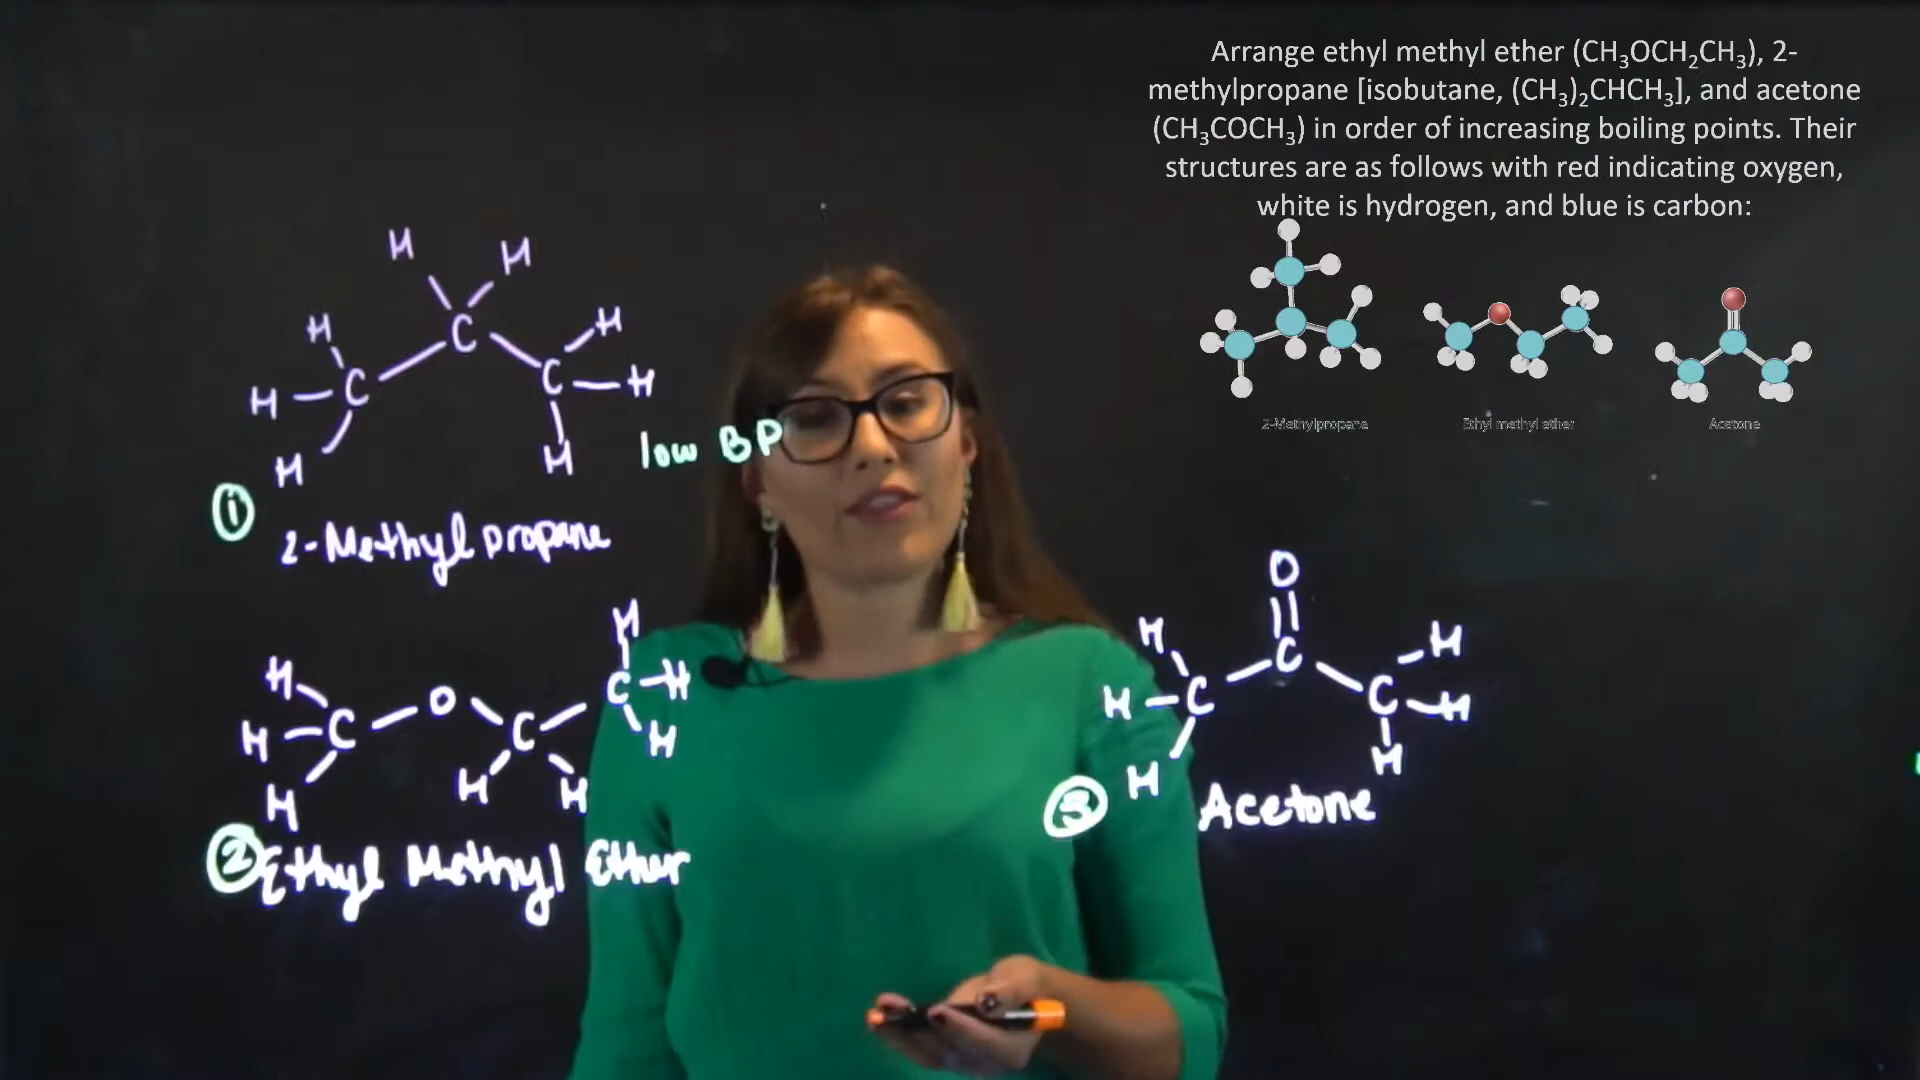 Arrange ethyl methyl ether (CH₃OCH₂CH₃), 2-
methylpropane [isobutane, (CH₃)₂CHCH₃], and acetone
(CH₃COCH₃) in order of increasing boiling points. Their
structures are as follows with red indicating oxygen,
white is hydrogen, and blue is carbon:
2-Methylpropane Ethyl methyl ether Acetone
H H
H C H
H C C H
H H
low BP
① 2-Methylpropane
H
H O C H
H C C H
H H H
② Ethyl Methyl Ether
O
H C H
H C C H
H H
③ Acetone